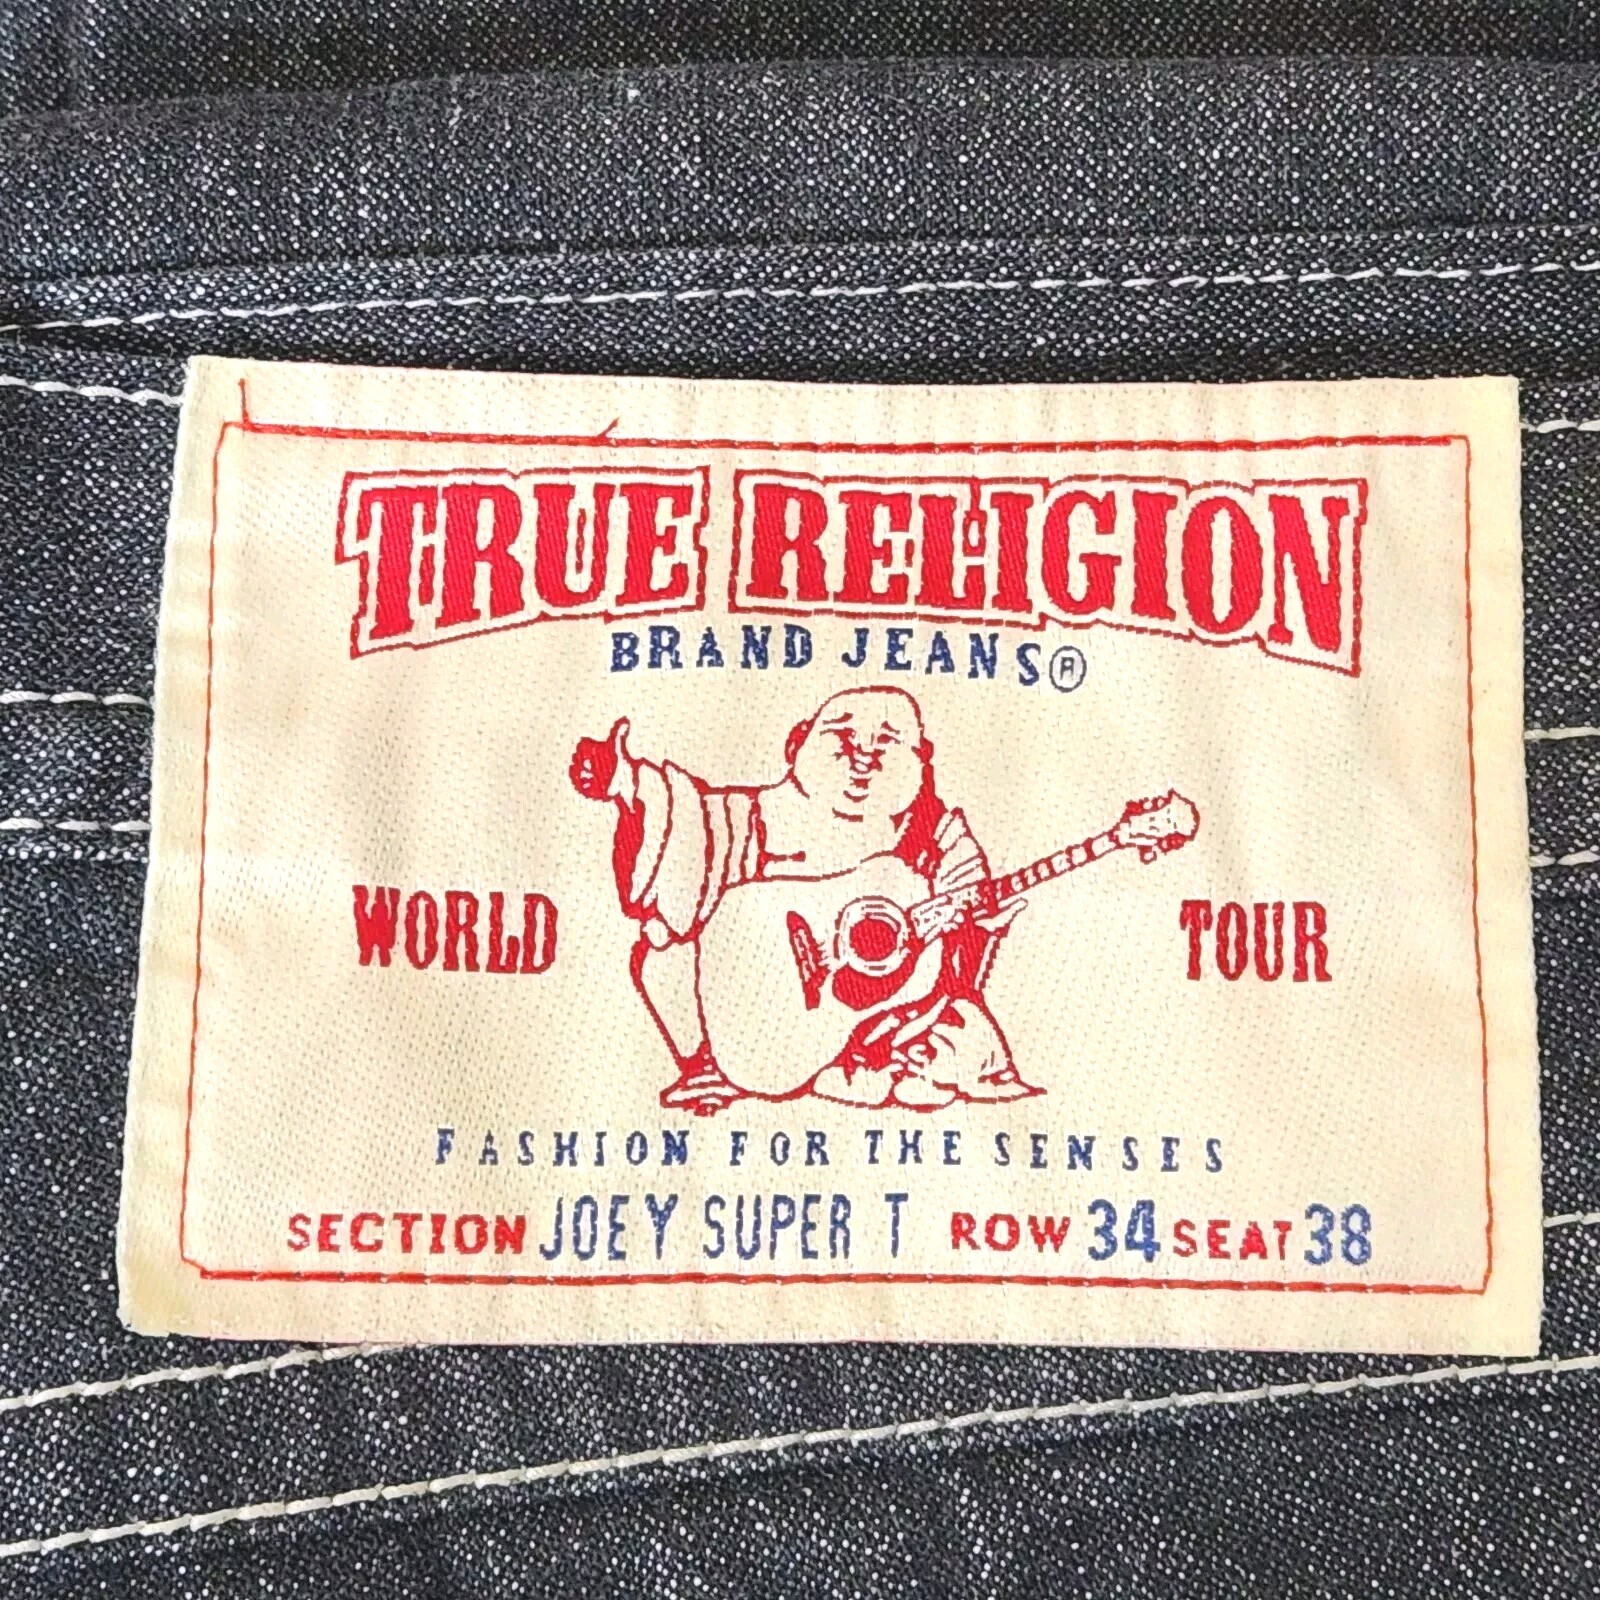 TRUE RELIGION
BRAND JEANS®
WORLD TOUR
FASHION FOR THE SENSES
SECTION JOEY SUPER T ROW 34 SEAT 38